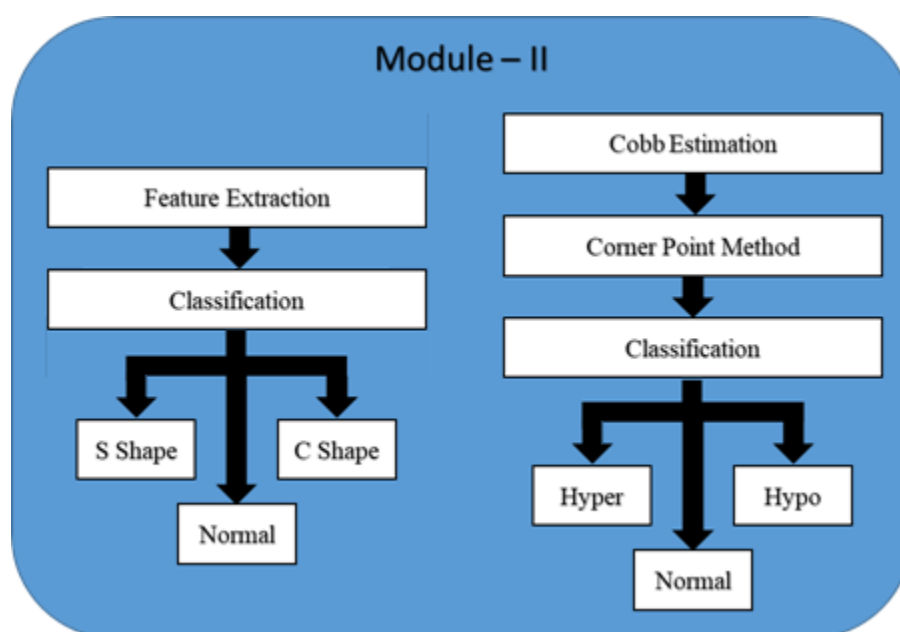 Module – II
Feature Extraction
Classification
S Shape
C Shape
Normal
Cobb Estimation
Corner Point Method
Classification
Hyper
Hypo
Normal